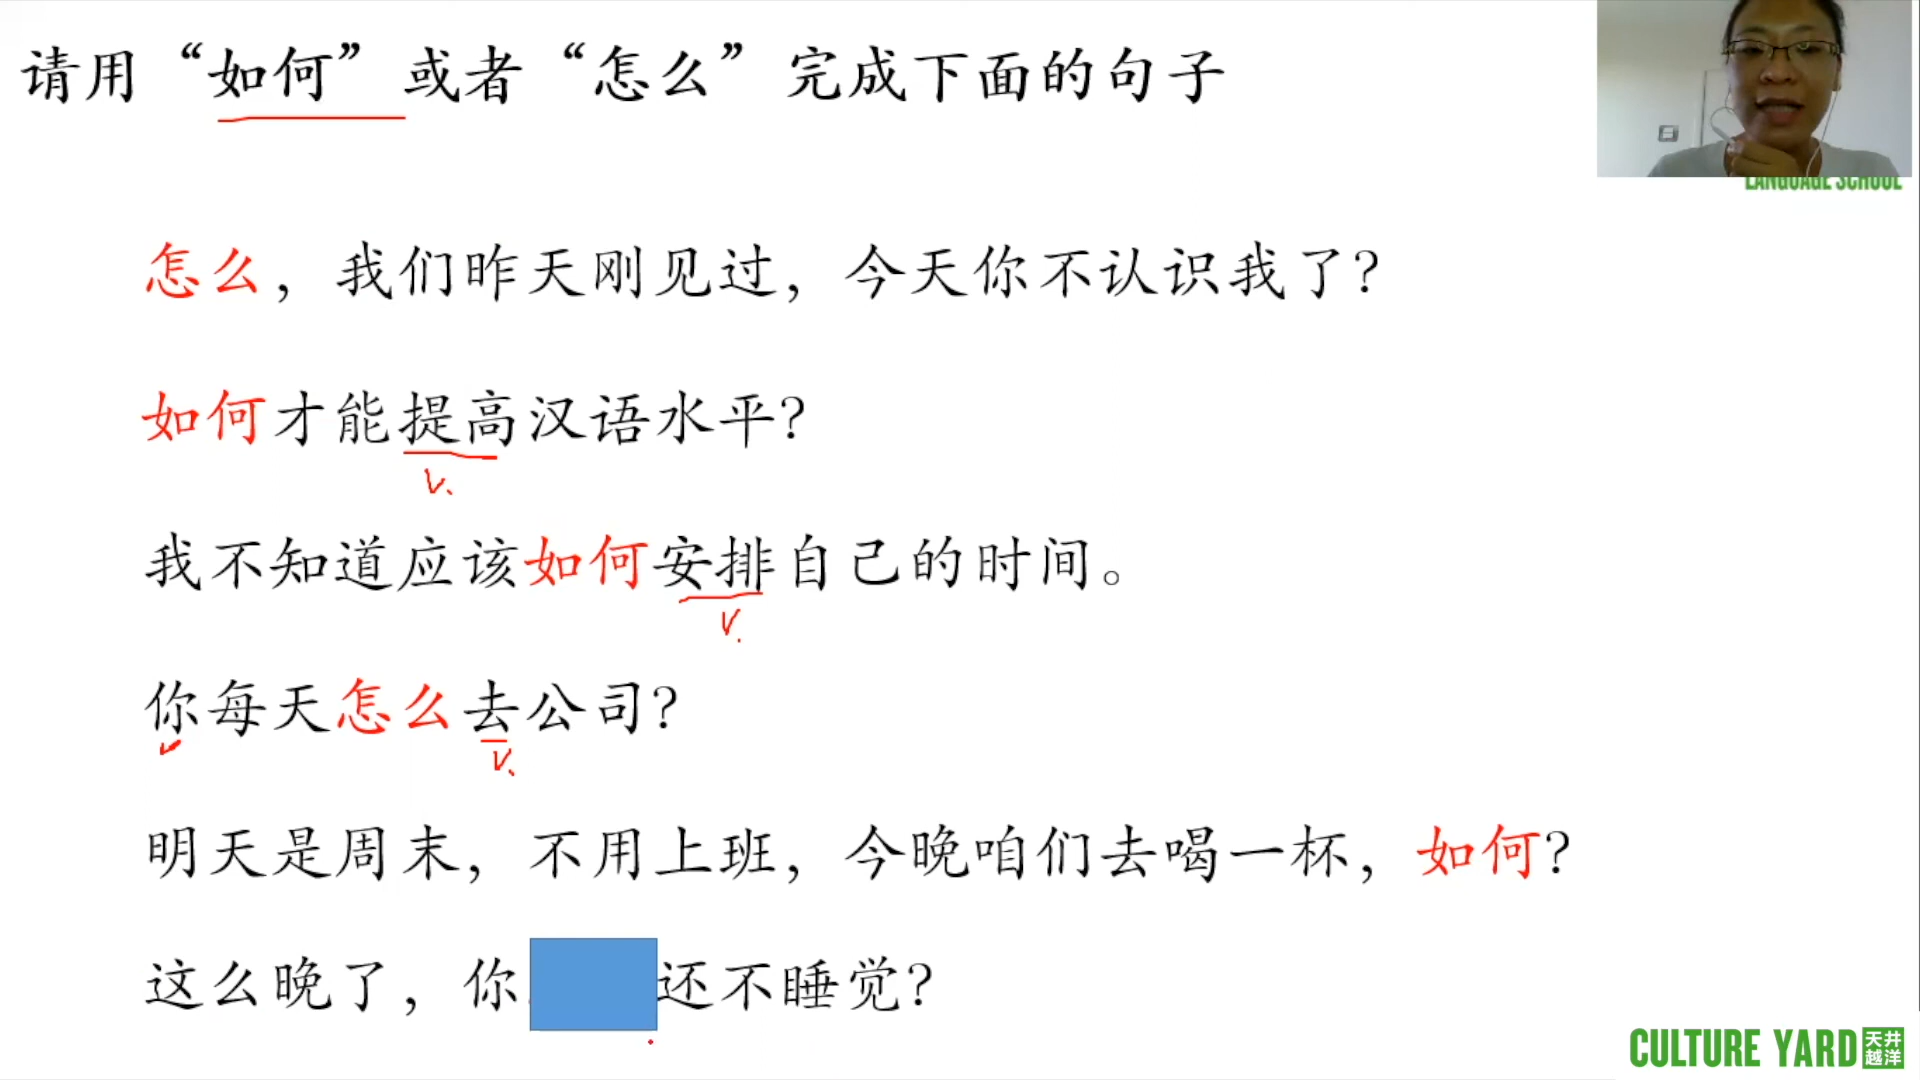 请用“如何”或者“怎么”完成下面的句子
LANGUAGE SCHOOL
怎么，我们昨天刚见过，今天你不认识我了？
如何才能提高汉语水平？
v.
我不知道应该如何安排自己的时间。
v.
你每天怎么去公司？
v.
明天是周末，不用上班，今晚咱们去喝一杯，如何？
这么晚了，你 还不睡觉？
CULTURE YARD 天井越洋